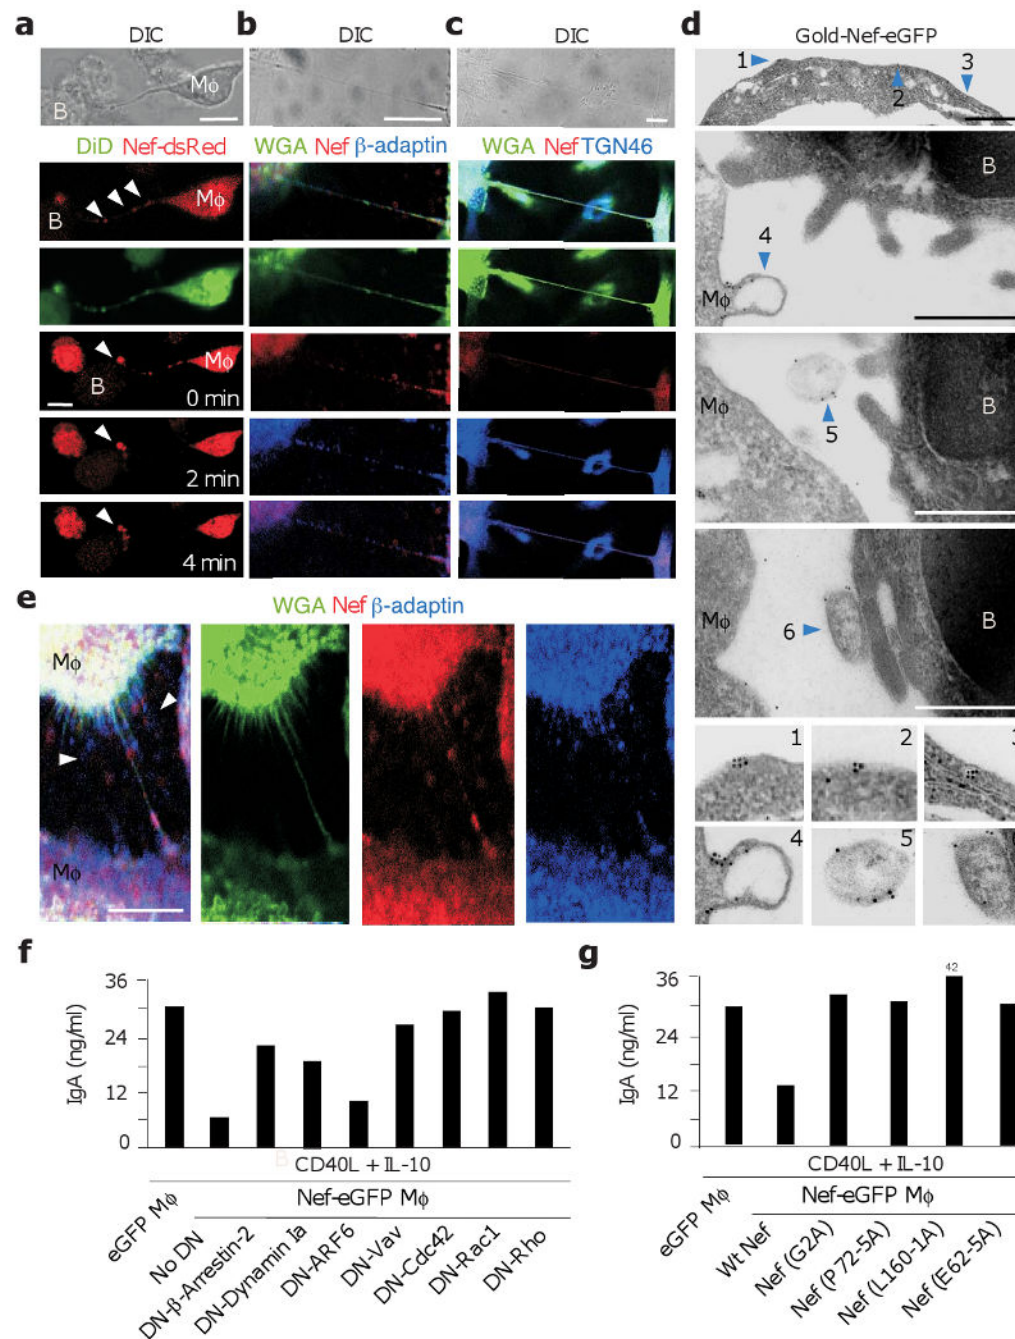 a
DIC
B
Mϕ
DiD Nef-dsRed
B
Mϕ
Mϕ
B
0 min
2 min
4 min
b
DIC
WGA Nef β-adaptin
c
DIC
WGA Nef TGN46
d
Gold-Nef-eGFP
1
2
3
B
4
Mϕ
Mϕ
5
B
Mϕ
6
B
1
2
3
4
5
e
WGA Nef β-adaptin
Mϕ
Mϕ
f
36
24
12
0
IgA (ng/ml)
B
CD40L + IL-10
Nef-eGFP Mϕ
eGFP Mϕ
No DN
DN-β-Arrestin-2
DN-Dynamin Ia
DN-ARF6
DN-Vav
DN-Cdc42
DN-Rac1
DN-Rho
g
42
36
24
12
0
IgA (ng/ml)
CD40L + IL-10
Nef-eGFP Mϕ
eGFP Mϕ
Wt Nef
Nef (G2A)
Nef (P72-5A)
Nef (L160-1A)
Nef (E62-5A)